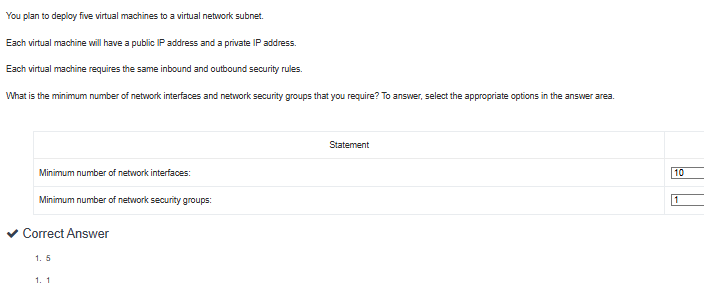 You plan to deploy five virtual machines to a virtual network subnet.
Each virtual machine will have a public IP address and a private IP address.
Each virtual machine requires the same inbound and outbound security rules.
What is the minimum number of network interfaces and network security groups that you require? To answer, select the appropriate options in the answer area.
Statement
Minimum number of network interfaces: 10
Minimum number of network security groups: 1
Correct Answer
1. 5
1. 1